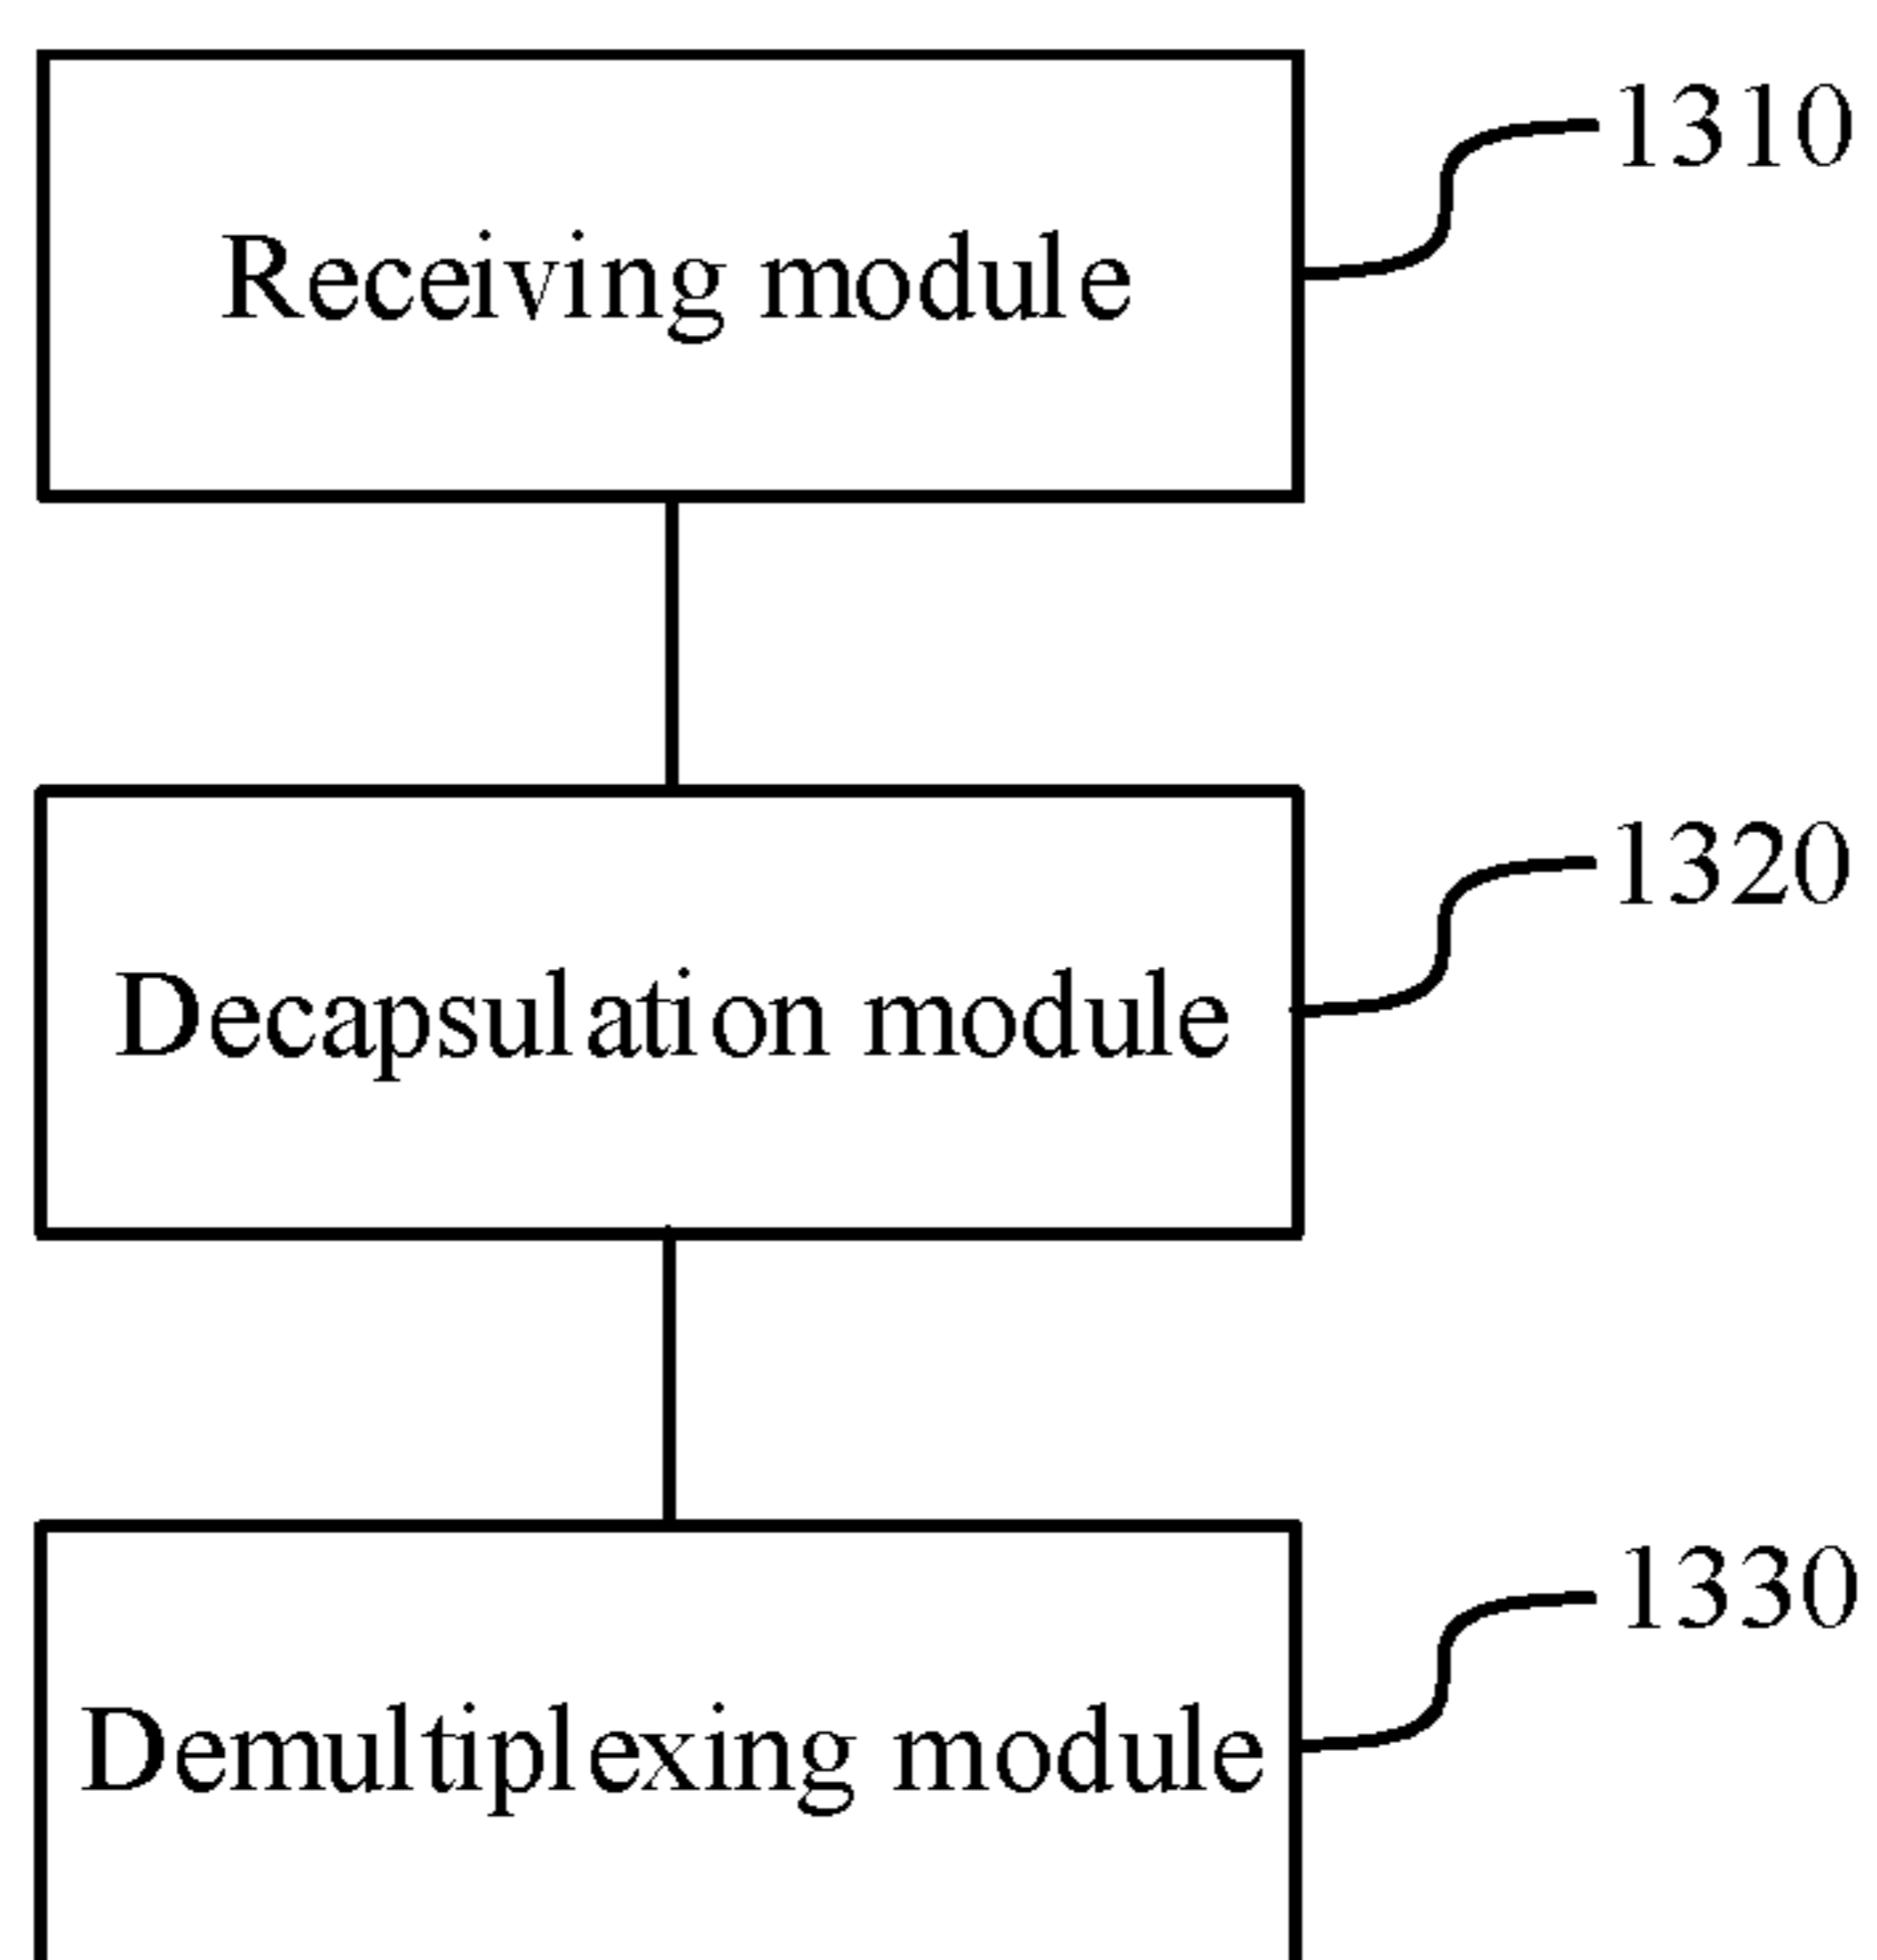 Receiving module
1310
Decapsulation module
1320
Demultiplexing module
1330